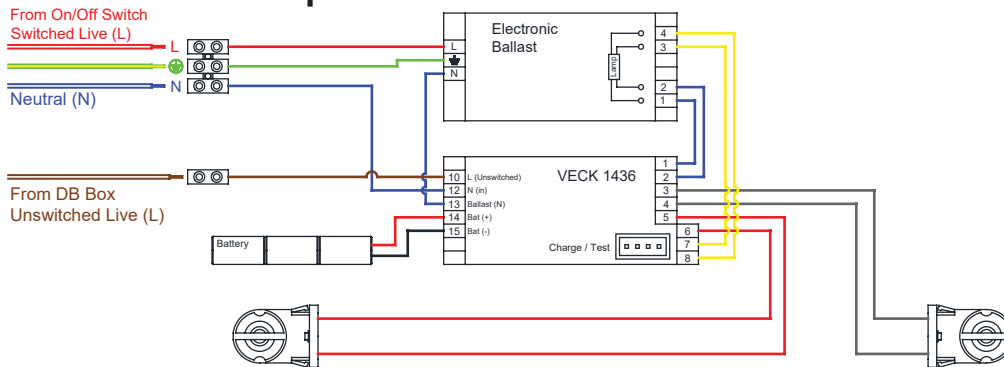 From On/Off Switch
Switched Live (L)
L
N
Neutral (N)
From DB Box
Unswitched Live (L)
Electronic
Ballast
L
N
Lamp
4
3
2
1
VECK 1436
10 L (Unswitched)
12 N (in)
13 Ballast (N)
14 Bat (+)
15 Bat (-)
1
2
3
4
5
6
7
8
Charge / Test
Battery